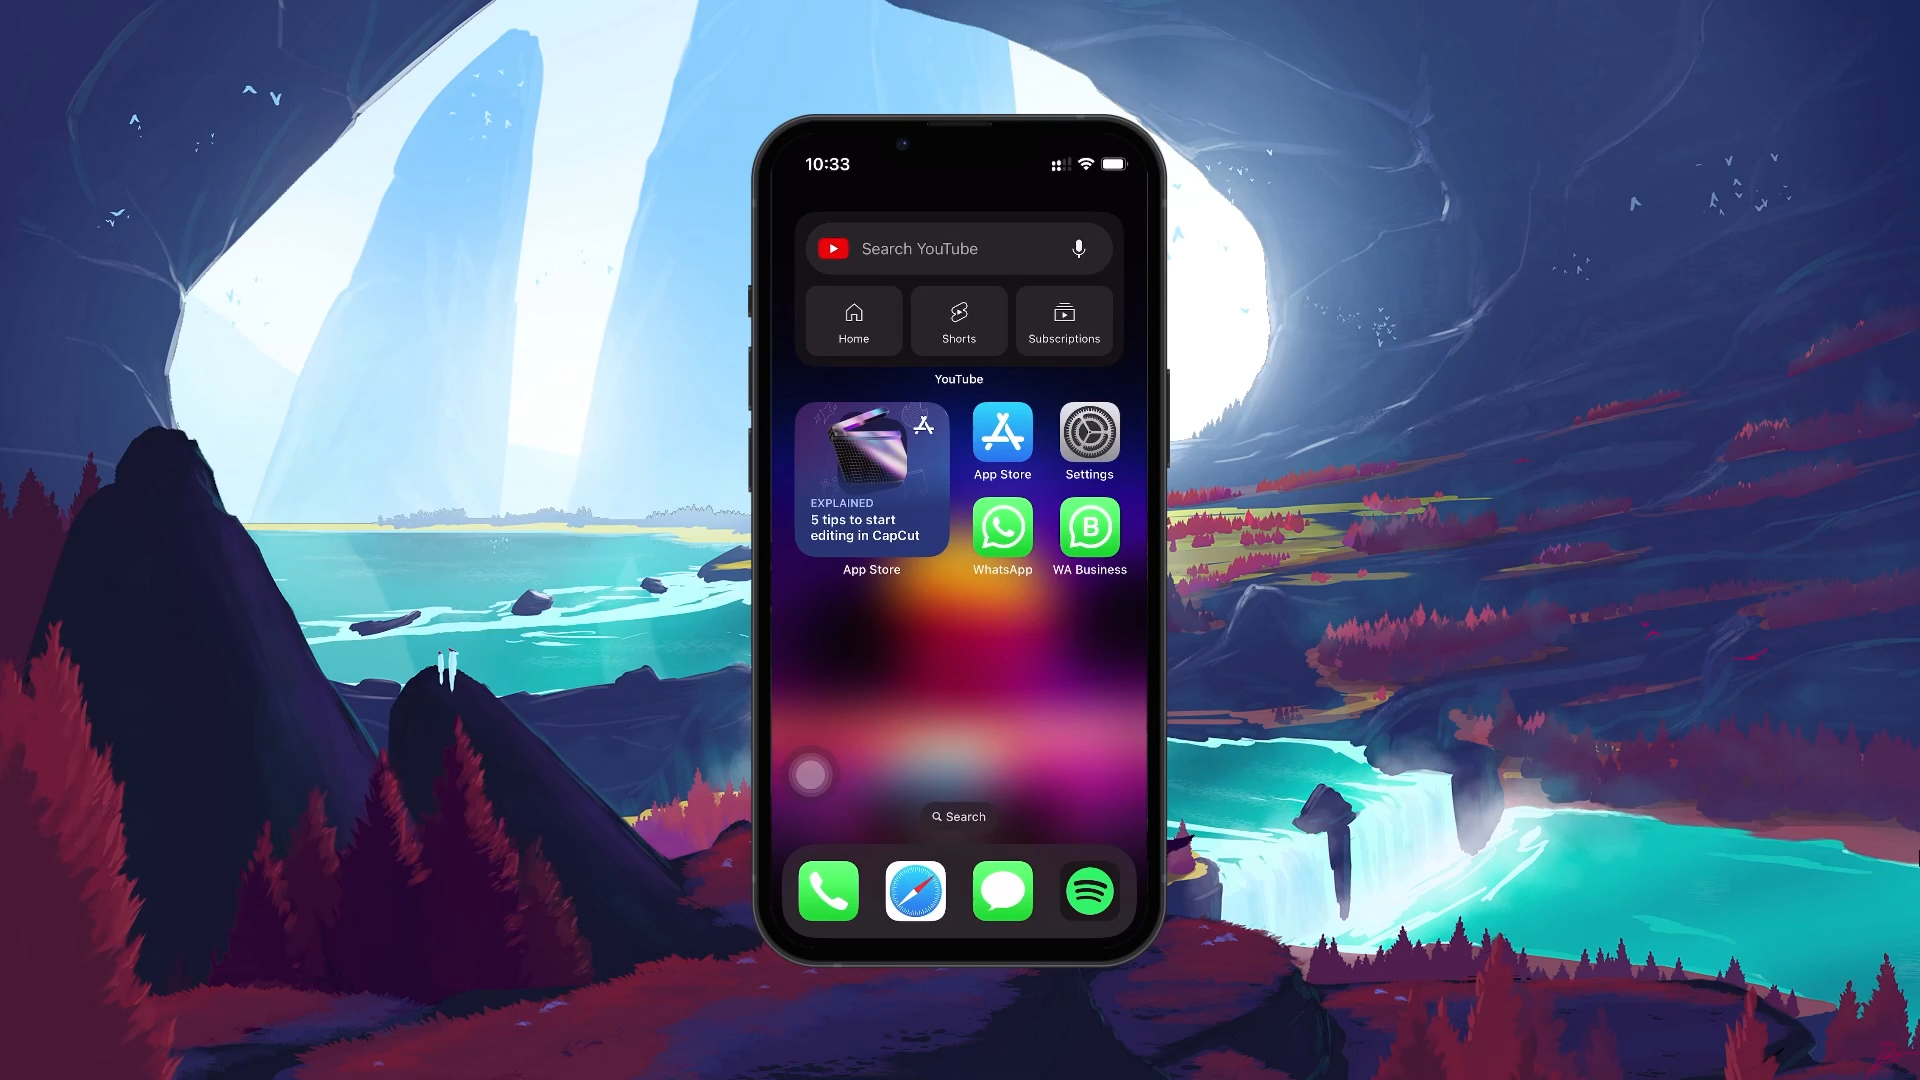 10:33
Search YouTube
Home
Shorts
Subscriptions
YouTube
EXPLAINED
5 tips to start
editing in CapCut
App Store
App Store
Settings
B
WhatsApp
WA Business
Search